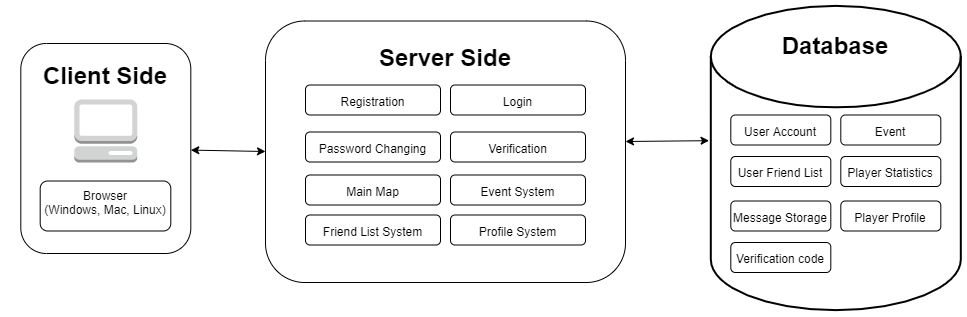 Client Side
Browser
(Windows, Mac, Linux)
Server Side
Registration
Login
Password Changing
Verification
Main Map
Event System
Friend List System
Profile System
Database
User Account
Event
User Friend List
Player Statistics
Message Storage
Player Profile
Verification code